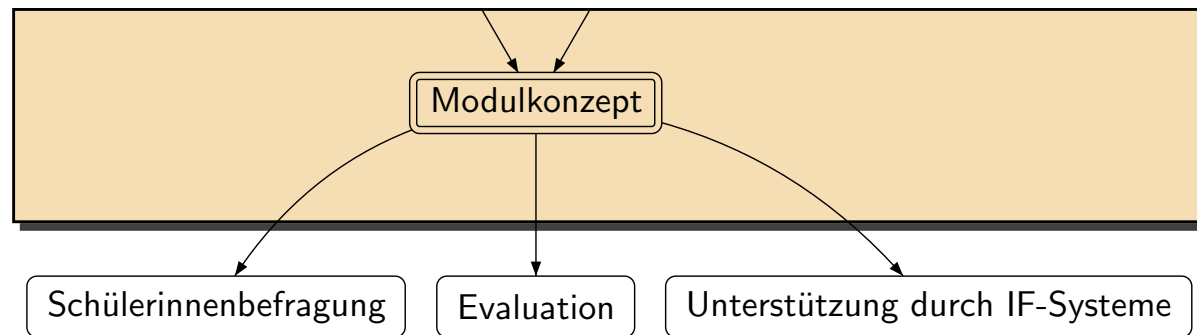 Modulkonzept
Schülerinnenbefragung
Evaluation
Unterstützung durch IF-Systeme